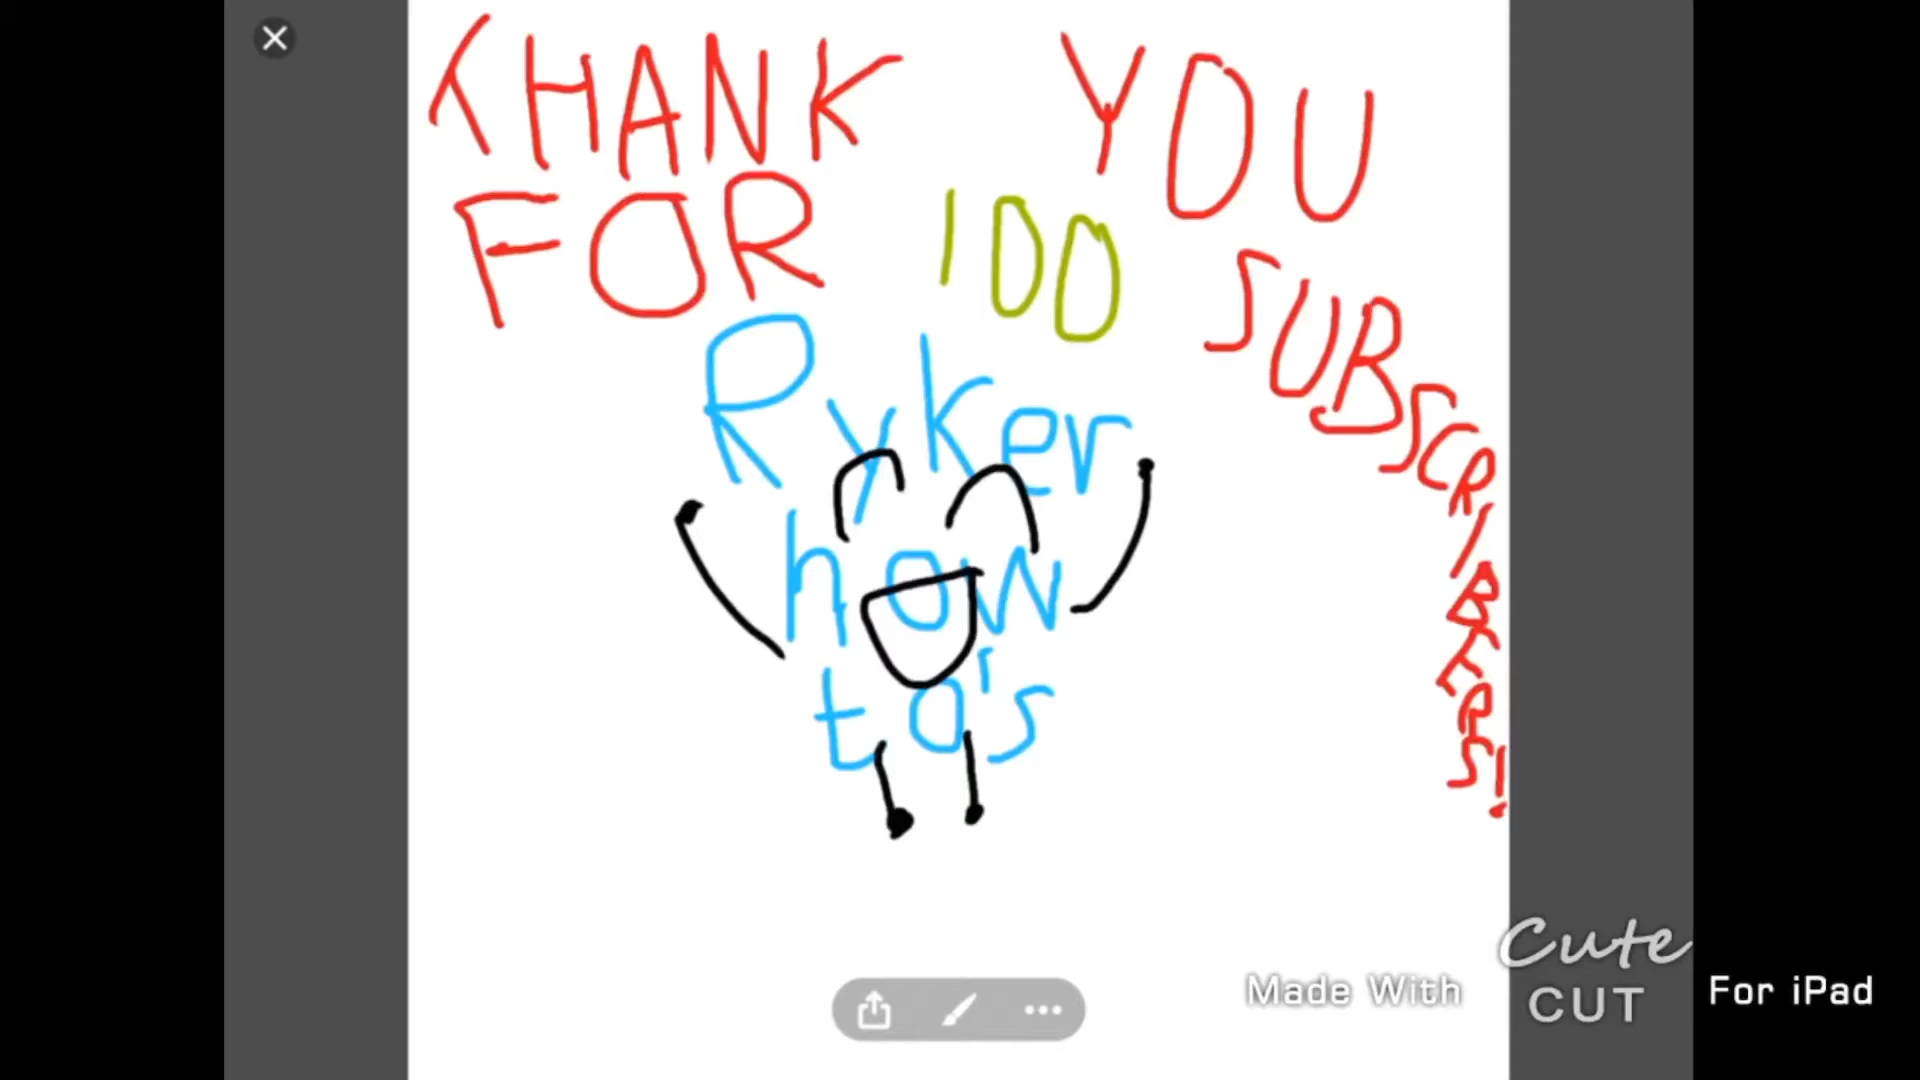 THANK YOU
FOR 100 SUBSCRIBERS!
Ryker
how
to's
Made With Cute CUT For iPad